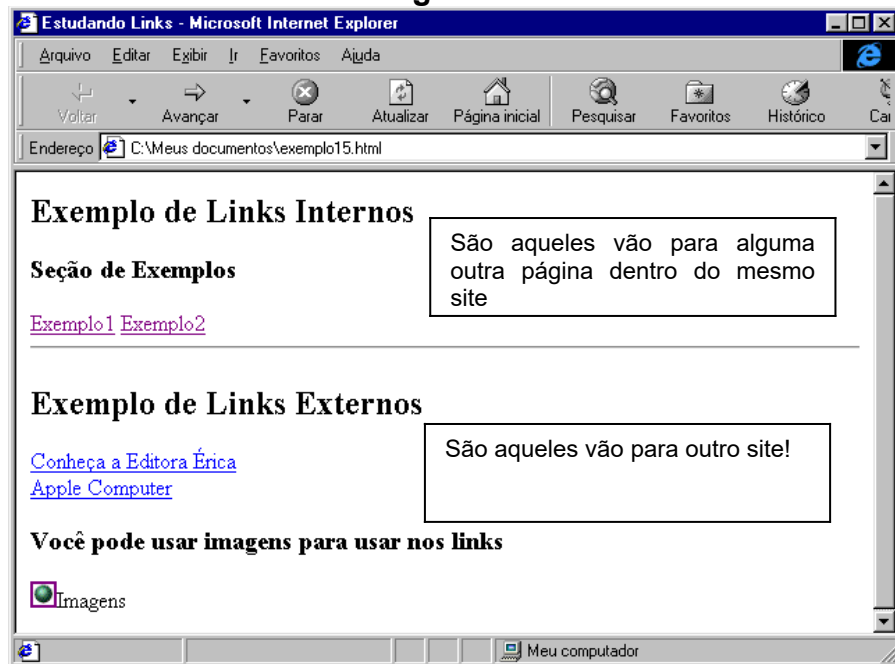 Estudando Links - Microsoft Internet Explorer
Arquivo Editar Exibir Ir Favoritos Ajuda
Voltar Avançar Parar Atualizar Página inicial Pesquisar Favoritos Histórico Car
Endereço C:\Meus documentos\exemplo15.html
Exemplo de Links Internos
São aqueles vão para alguma
outra página dentro do mesmo
site
Seção de Exemplos
Exemplo1 Exemplo2
Exemplo de Links Externos
São aqueles vão para outro site!
Conheça a Editora Érica
Apple Computer
Você pode usar imagens para usar nos links
Imagens
Meu computador